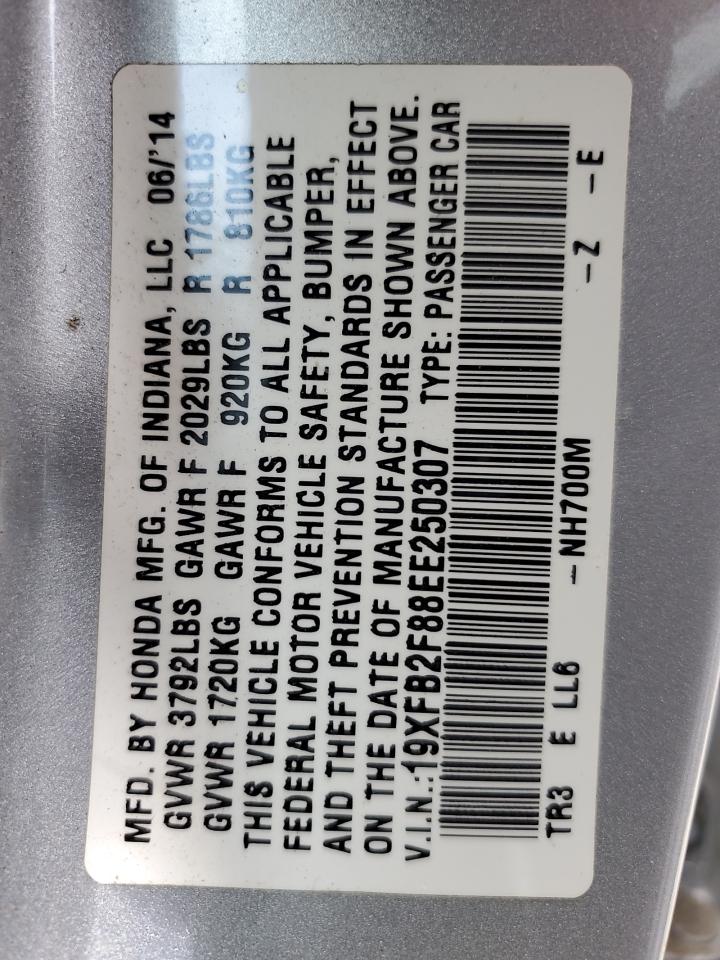 MFD. BY HONDA MFG. OF INDIANA, LLC 06/'14
GVWR 3792LBS GAWR F 2029LBS R 1786LBS
GVWR 1720KG GAWR F 920KG R 810KG
THIS VEHICLE CONFORMS TO ALL APPLICABLE
FEDERAL MOTOR VEHICLE SAFETY, BUMPER,
AND THEFT PREVENTION STANDARDS IN EFFECT
ON THE DATE OF MANUFACTURE SHOWN ABOVE.
V.I.N.:19XFB2F88EE250307 TYPE: PASSENGER CAR
TR3 E LL6 -NH700M -Z -E